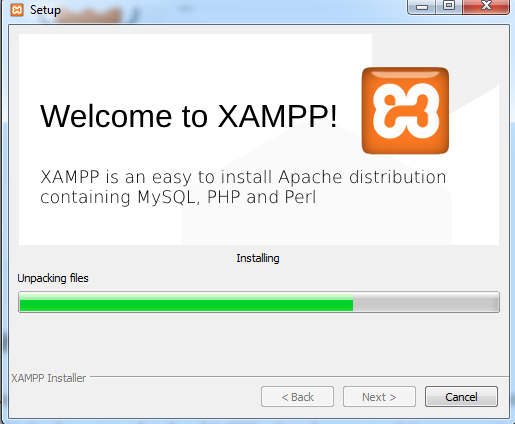 Setup
Welcome to XAMPP!
XAMPP is an easy to install Apache distribution
containing MySQL, PHP and Perl
Installing
Unpacking files
XAMPP Installer
< Back
Next >
Cancel